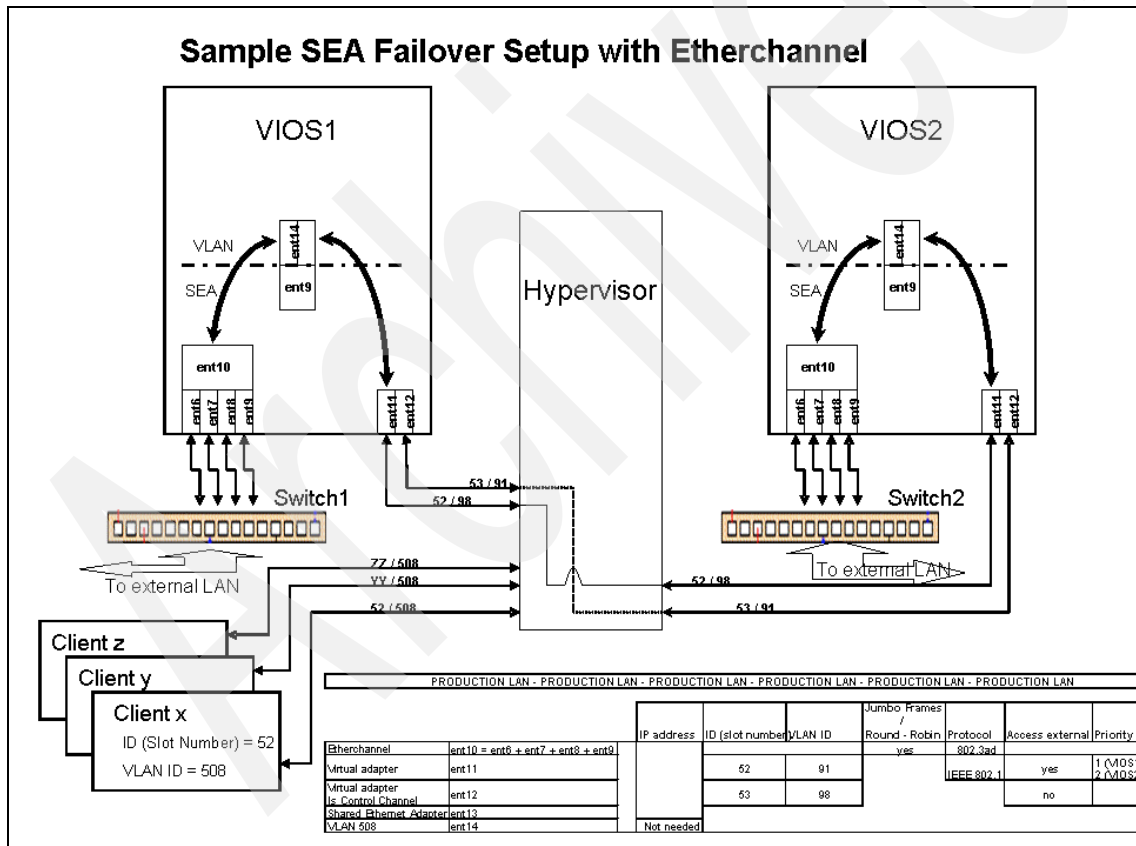 Sample SEA Failover Setup with Etherchannel
VIOS1
VIOS2
Hypervisor
ent14
VLAN
SEA
ent9
ent10
ent6
ent7
ent8
ent9
ent11
ent12
ent14
VLAN
SEA
ent9
ent10
ent6
ent7
ent8
ent9
ent11
ent12
Switch1
Switch2
53 / 91
52 / 98
To external LAN
To external LAN
ZZ / 508
YY / 508
52 / 508
52 / 98
53 / 91
Client z
Client y
Client x
ID (Slot Number) = 52
VLAN ID = 508
PRODUCTION LAN - PRODUCTION LAN - PRODUCTION LAN - PRODUCTION LAN - PRODUCTION LAN - PRODUCTION LAN
IP address
ID (slot number)
VLAN ID
Jumbo Frames
/
Round - Robin
Protocol
Access external
Priority
Etherchannel
ent10 = ent6 + ent7 + ent8 + ent9
yes
802.3ad
Virtual adapter
ent11
52
91
IEEE 802.1
yes
1 (VIOS1
2 (VIOS2
Virtual adapter
Is Control Channel
ent12
53
98
no
Shared Ethernet Adapter
ent13
VLAN 508
ent14
Not needed
Archived